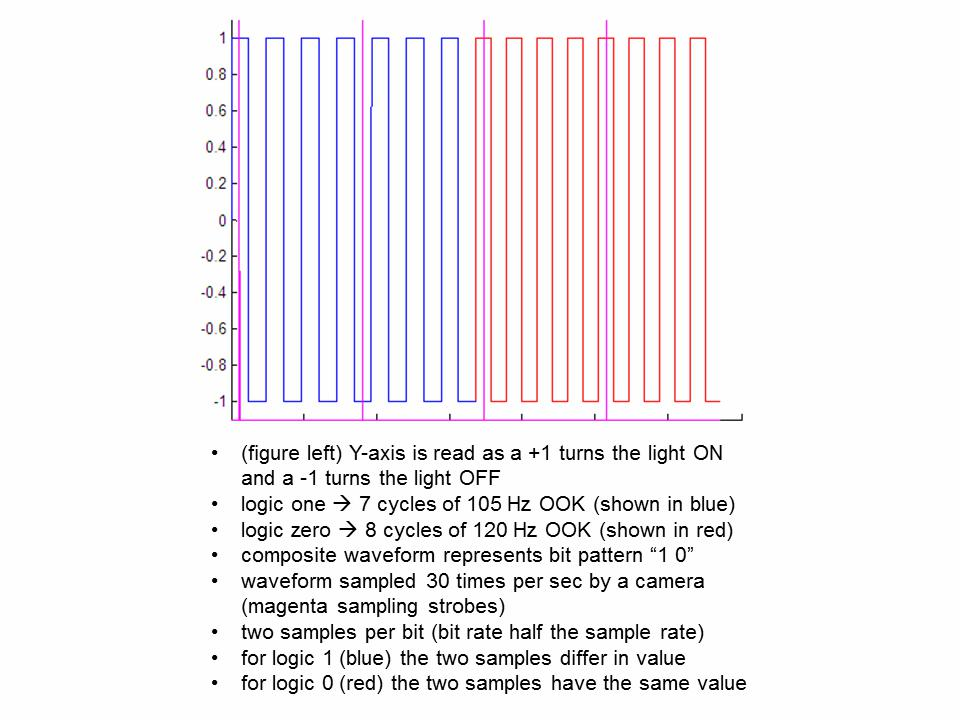 1
0.8
0.6
0.4
0.2
0
-0.2
-0.4
-0.6
-0.8
-1
• (figure left) Y-axis is read as a +1 turns the light ON
and a -1 turns the light OFF
• logic one → 7 cycles of 105 Hz OOK (shown in blue)
• logic zero → 8 cycles of 120 Hz OOK (shown in red)
• composite waveform represents bit pattern “1 0”
• waveform sampled 30 times per sec by a camera
(magenta sampling strobes)
• two samples per bit (bit rate half the sample rate)
• for logic 1 (blue) the two samples differ in value
• for logic 0 (red) the two samples have the same value